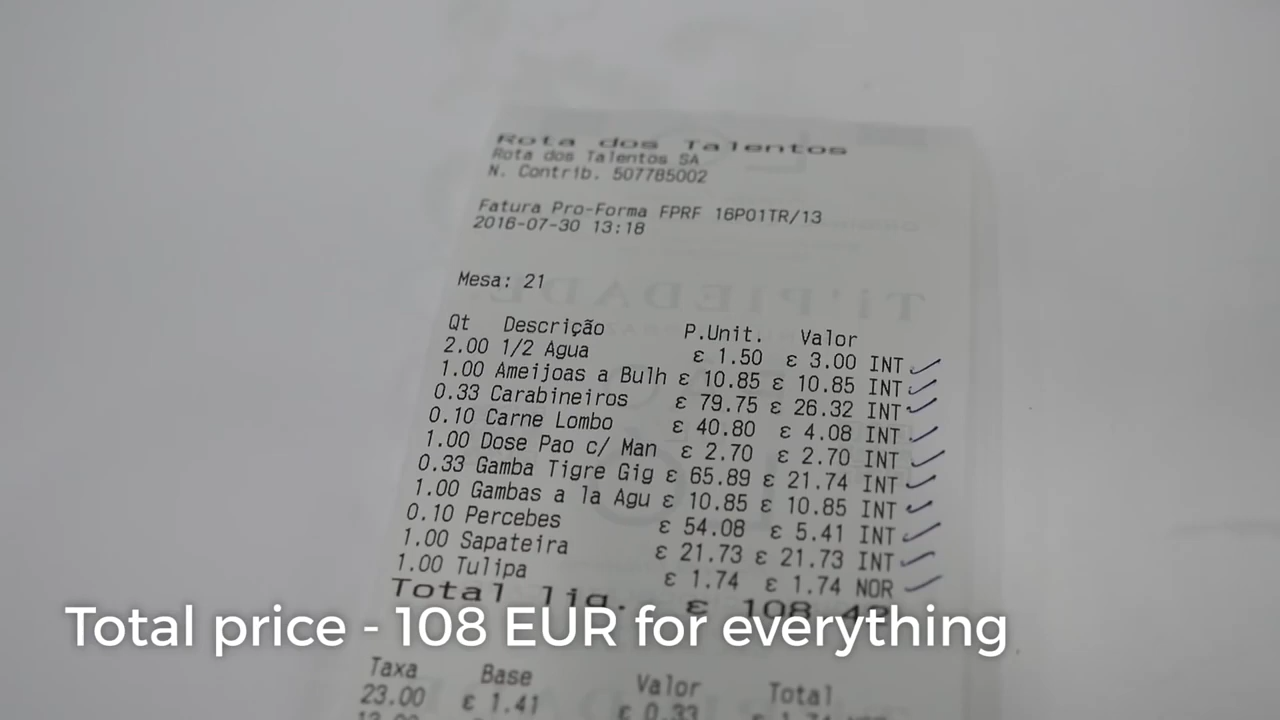 Rota dos Talentos
Rota dos Talentos SA
N. Contrib. 507785002
Fatura Pro-Forma FPRF 16P01TR/13
2016-07-30 13:18
Mesa: 21
Qt Descrição P.Unit. Valor
2.00 1/2 Agua ε 1.50 ε 3.00 INT
1.00 Ameijoas a Bulh ε 10.85 ε 10.85 INT
0.33 Carabineiros ε 79.75 ε 26.32 INT
0.10 Carne Lombo ε 40.80 ε 4.08 INT
1.00 Dose Pao c/ Man ε 2.70 ε 2.70 INT
0.33 Gamba Tigre Gig ε 65.89 ε 21.74 INT
1.00 Gambas a la Agu ε 10.85 ε 10.85 INT
0.10 Percebes ε 54.08 ε 5.41 INT
1.00 Sapateira ε 21.73 ε 21.73 INT
1.00 Tulipa ε 1.74 ε 1.74 NOR
Total liq. ε
Total price - 108 EUR for everything
Taxa Base Valor Total
23.00 ε 1.41 ε 0.33